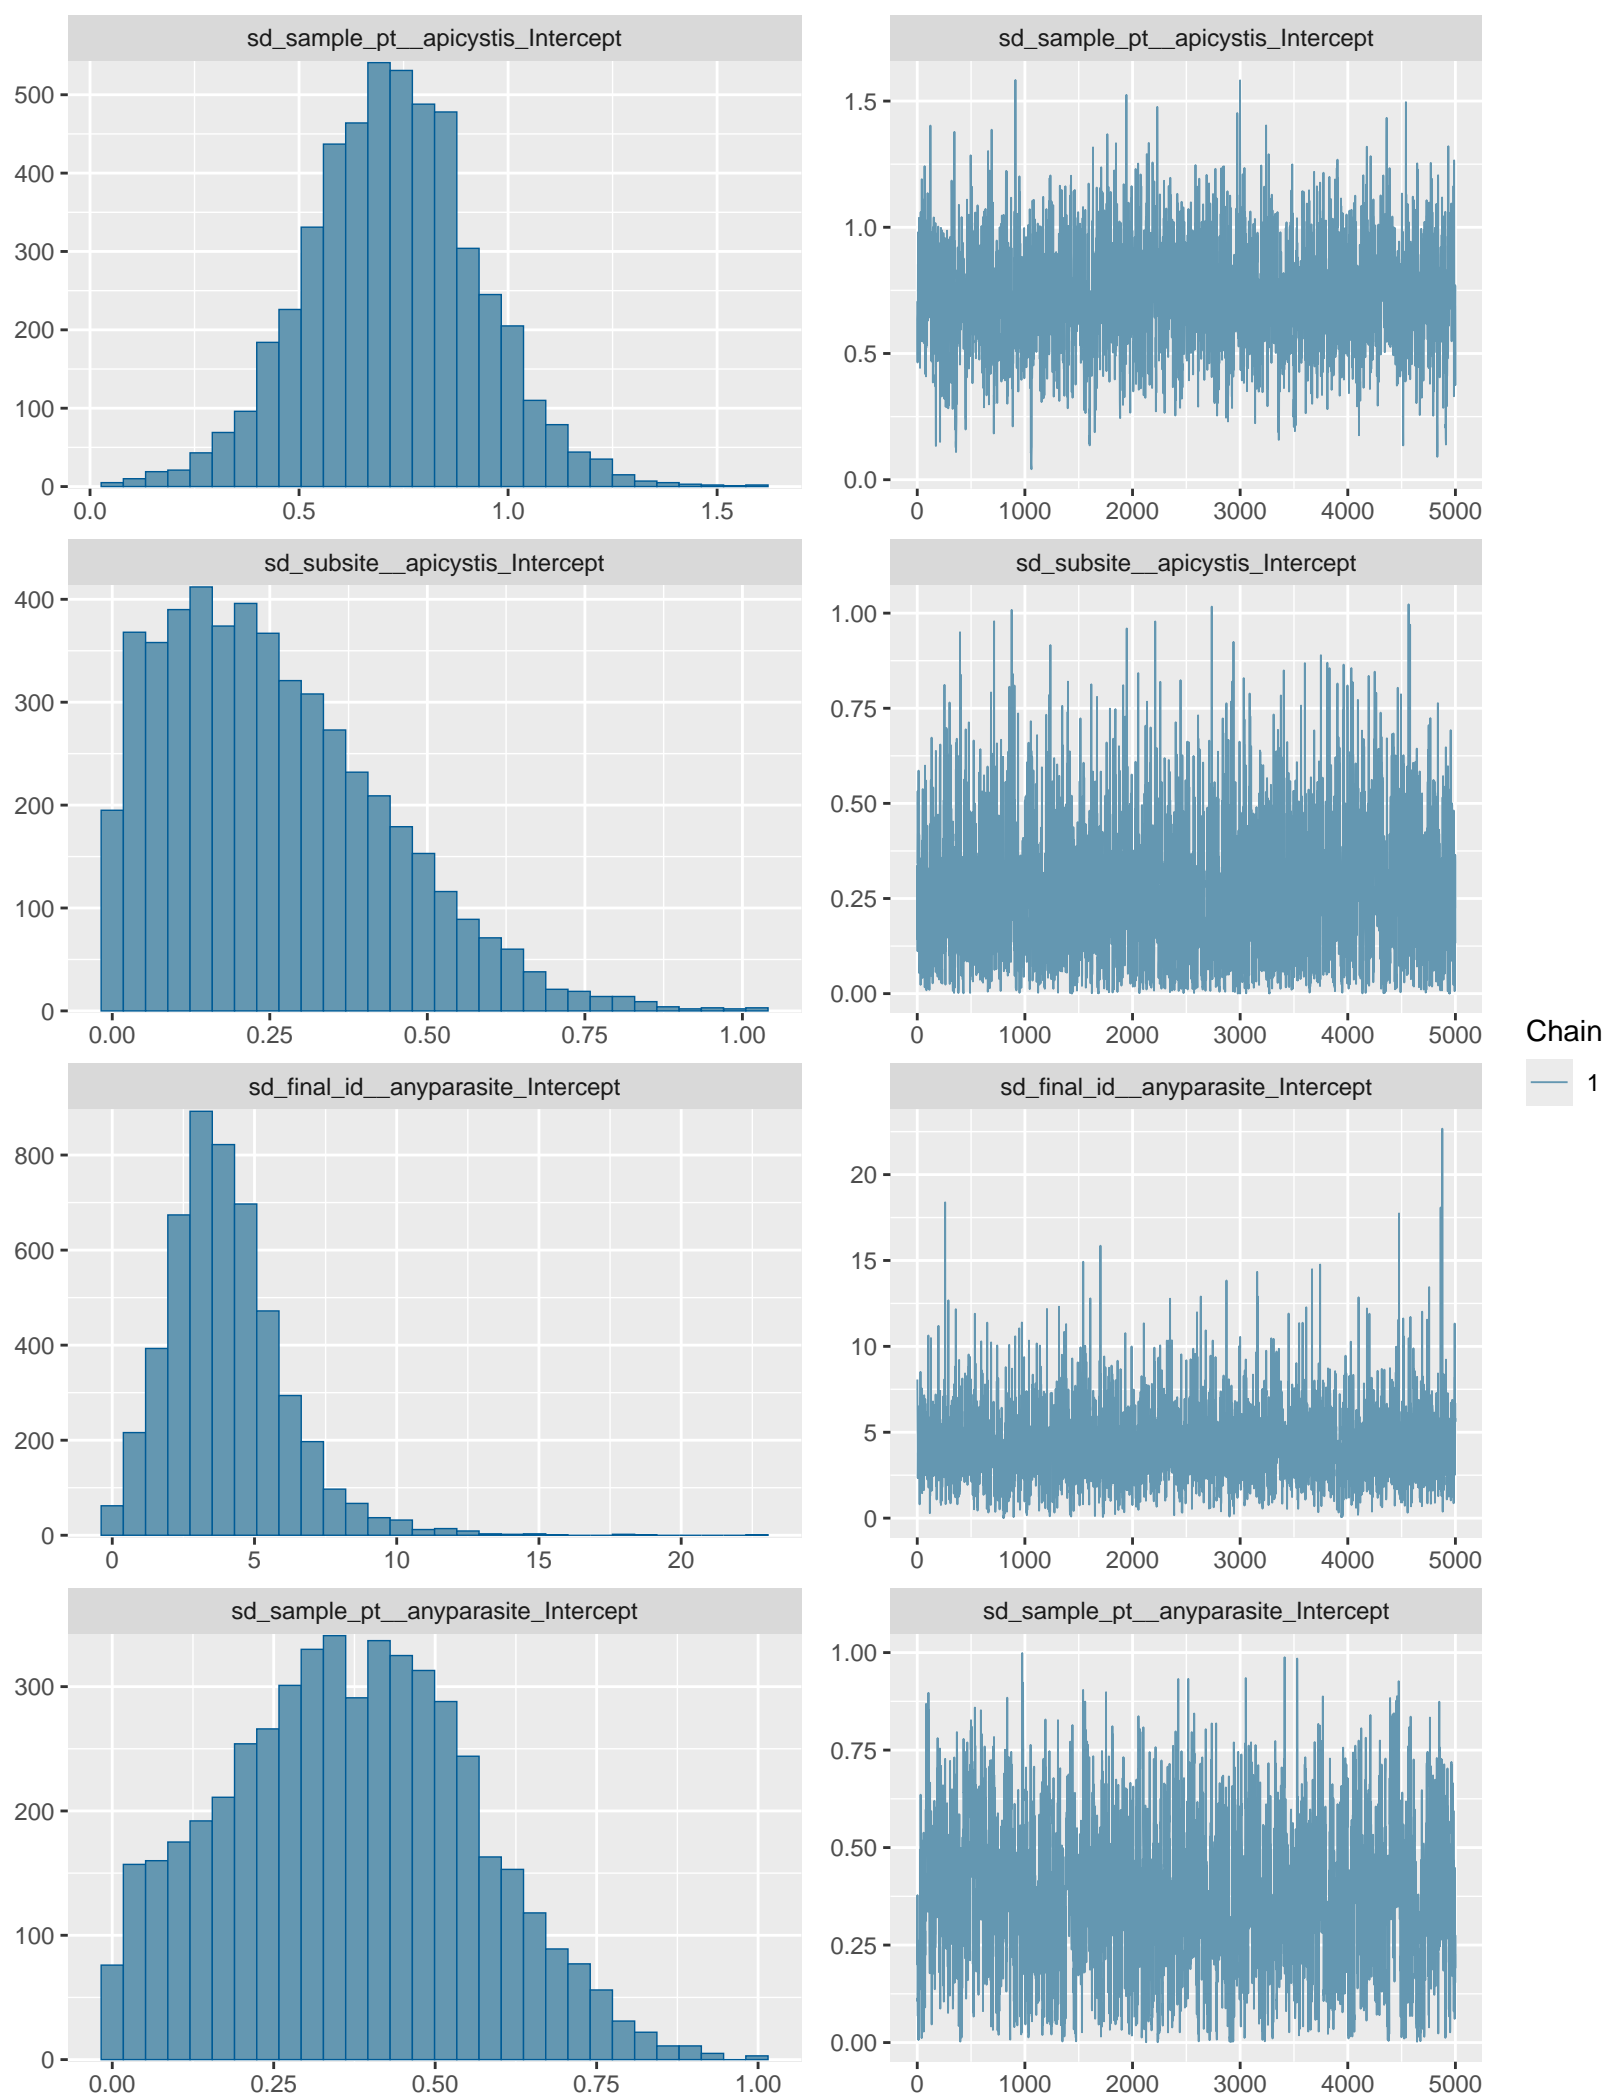 sd_sample_pt__apicystis_Intercept
500
400
300
200
100
0
0.0 0.5 1.0 1.5
sd_sample_pt__apicystis_Intercept
1.5
1.0
0.5
0.0
0 1000 2000 3000 4000 5000
sd_subsite__apicystis_Intercept
400
300
200
100
0
0.00 0.25 0.50 0.75 1.00
sd_subsite__apicystis_Intercept
1.00
0.75
0.50
0.25
0.00
0 1000 2000 3000 4000 5000
sd_final_id__anyparasite_Intercept
800
600
400
200
0
0 5 10 15 20
sd_final_id__anyparasite_Intercept
20
15
10
5
0
0 1000 2000 3000 4000 5000
sd_sample_pt__anyparasite_Intercept
300
200
100
0
0.00 0.25 0.50 0.75 1.00
sd_sample_pt__anyparasite_Intercept
1.00
0.75
0.50
0.25
0.00
0 1000 2000 3000 4000 5000
Chain
1